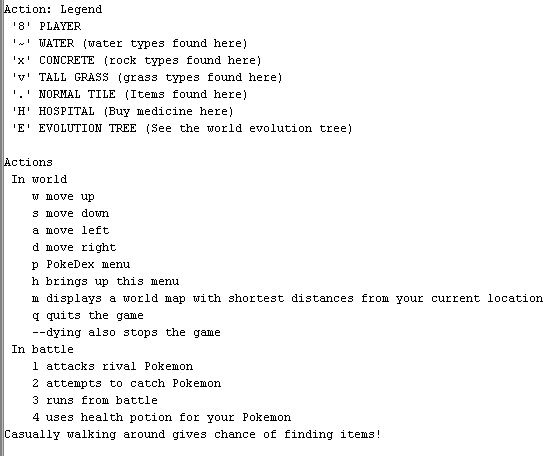 Action: Legend
'8' PLAYER
'~' WATER (water types found here)
'x' CONCRETE (rock types found here)
'v' TALL GRASS (grass types found here)
'.' NORMAL TILE (Items found here)
'H' HOSPITAL (Buy medicine here)
'E' EVOLUTION TREE (See the world evolution tree)
Actions
In world
w move up
s move down
a move left
d move right
p PokeDex menu
h brings up this menu
m displays a world map with shortest distances from your current location
q quits the game
--dying also stops the game
In battle
1 attacks rival Pokemon
2 attempts to catch Pokemon
3 runs from battle
4 uses health potion for your Pokemon
Casually walking around gives chance of finding items!